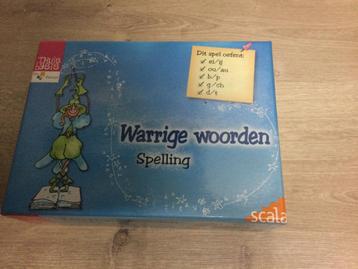 Dit spel oefent:
ei/ij
ou/au
b/p
g/ch
d/t
Warrige woorden
Spelling
scala